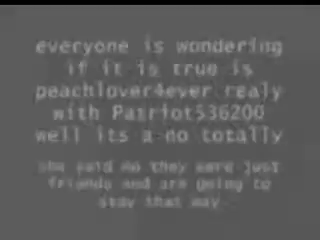 everyone is wondering
if it is true is
peachlover4ever realy
with Patriot536200
well its a no totally
she said no they were just
friends and are going to
stay that way